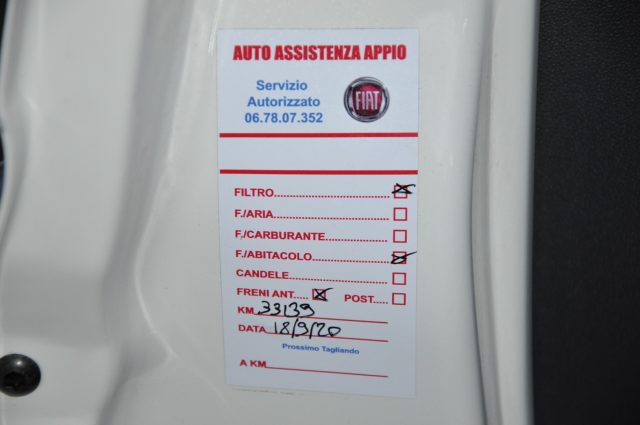 AUTO ASSISTENZA APPIO
Servizio
Autorizzato
06.78.07.352
FIAT
FILTRO
F./ARIA
F,/CARBURANTE
F./ABITACOLO
CANDELE
FRENI ANT. POST.
KM 33139
DATA 18/9/20
Prossimo Tagliando
A KM